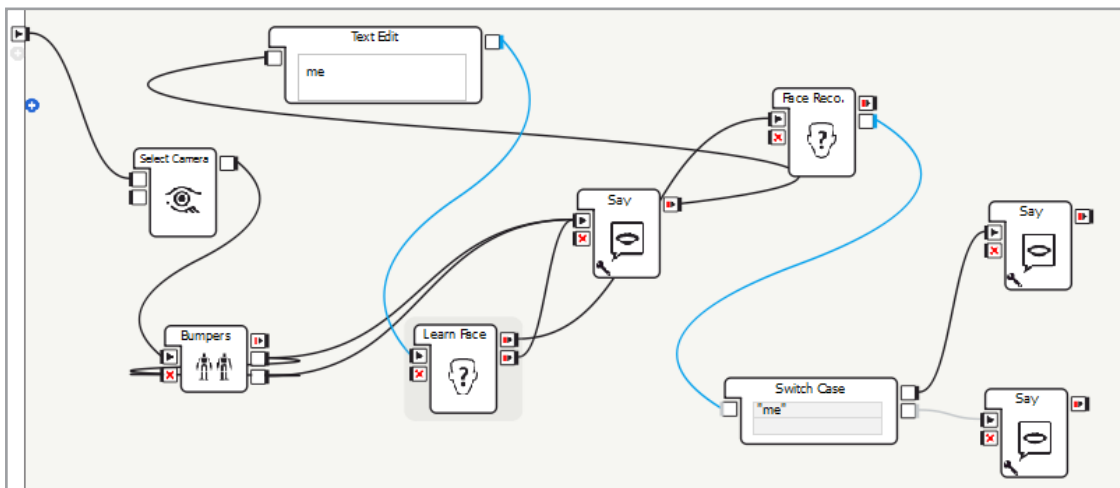 Text Edit
me
Face Reco.
Select Camera
Say
Say
Bumpers
Learn Face
?
?
Switch Case
"me"
Say